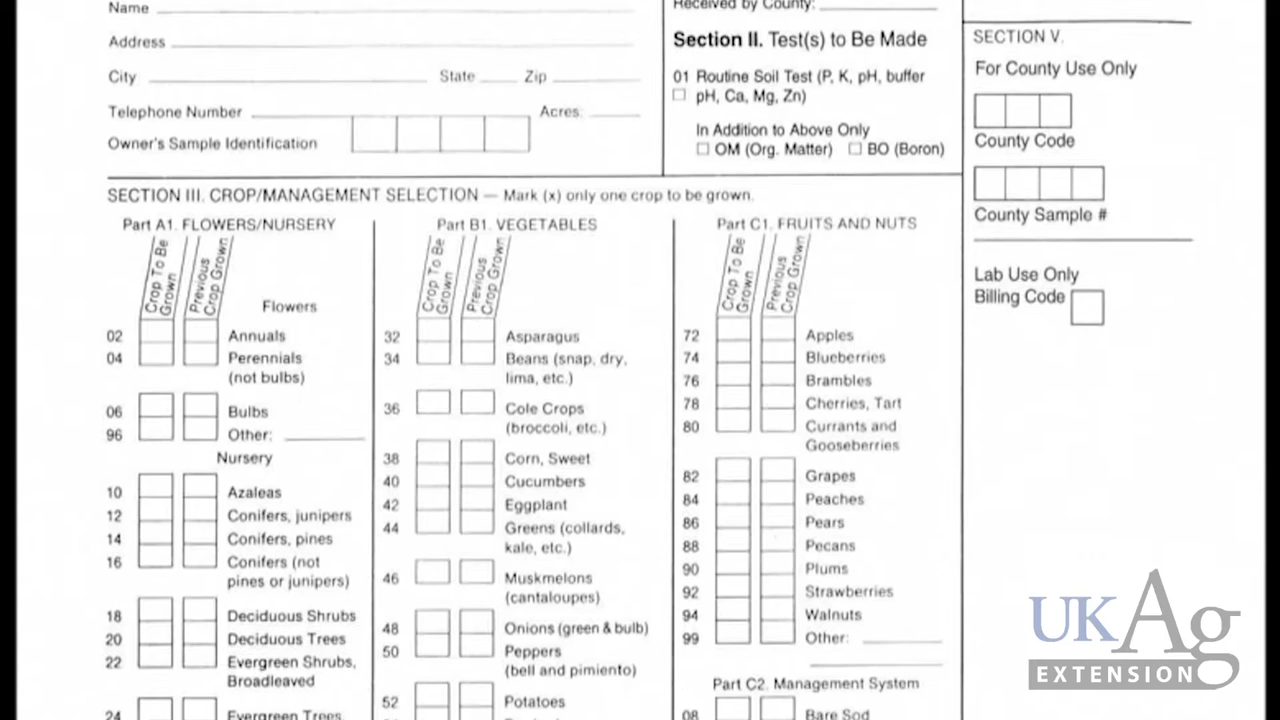 Name
Address
City State Zip
Telephone Number Acres:
Owner's Sample Identification
Received by County:
Section II. Test(s) to Be Made
01 Routine Soil Test (P, K, pH, buffer
pH, Ca, Mg, Zn)
In Addition to Above Only
OM (Org. Matter) BO (Boron)
SECTION V.
For County Use Only
County Code
County Sample #
Lab Use Only
Billing Code
SECTION III. CROP/MANAGEMENT SELECTION — Mark (x) only one crop to be grown.
Part A1. FLOWERS/NURSERY
Crop To Be
Grown
Previous
Crop Grown
Flowers
02 Annuals
04 Perennials
(not bulbs)
06 Bulbs
96 Other:
Nursery
10 Azaleas
12 Conifers, junipers
14 Conifers, pines
16 Conifers (not
pines or junipers)
18 Deciduous Shrubs
20 Deciduous Trees
22 Evergreen Shrubs,
Broadleaved
24 Evergreen Trees,
Part B1. VEGETABLES
Crop To Be
Grown
Previous
Crop Grown
32 Asparagus
34 Beans (snap, dry,
lima, etc.)
36 Cole Crops
(broccoli, etc.)
38 Corn, Sweet
40 Cucumbers
42 Eggplant
44 Greens (collards,
kale, etc.)
46 Muskmelons
(cantaloupes)
48 Onions (green & bulb)
50 Peppers
(bell and pimiento)
52 Potatoes
Part C1. FRUITS AND NUTS
Crop To Be
Grown
Previous
Crop Grown
72 Apples
74 Blueberries
76 Brambles
78 Cherries, Tart
80 Currants and
Gooseberries
82 Grapes
84 Peaches
86 Pears
88 Pecans
90 Plums
92 Strawberries
94 Walnuts
99 Other:
Part C2. Management System
08 Bare Sod
UKAg
EXTENSION